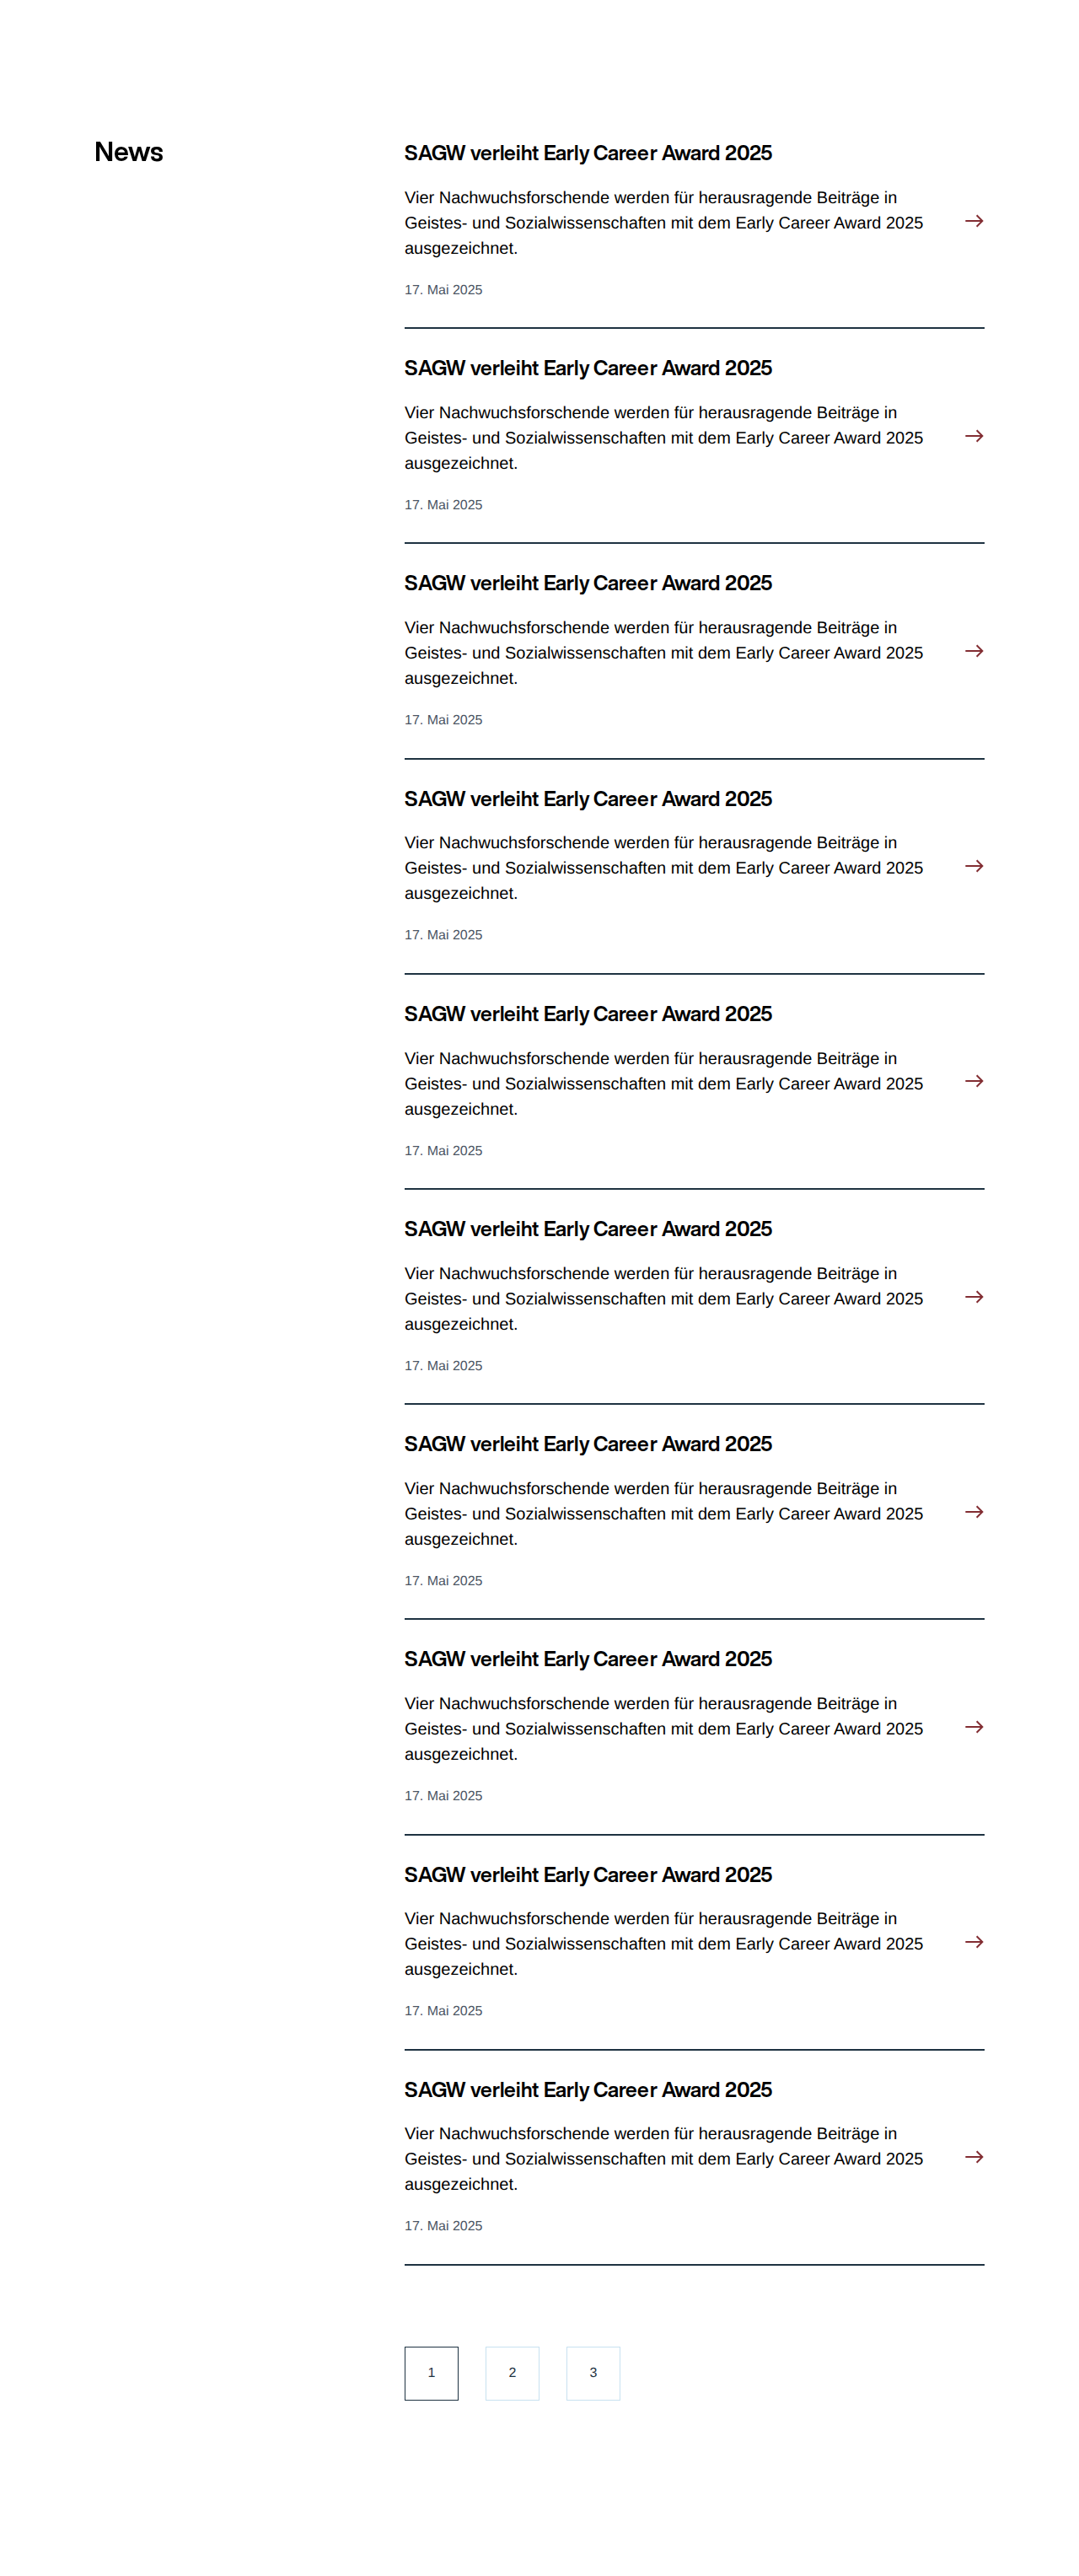 News
SAGW verleiht Early Career Award 2025
Vier Nachwuchsforschende werden für herausragende Beiträge in
Geistes- und Sozialwissenschaften mit dem Early Career Award 2025
ausgezeichnet.
17. Mai 2025
SAGW verleiht Early Career Award 2025
Vier Nachwuchsforschende werden für herausragende Beiträge in
Geistes- und Sozialwissenschaften mit dem Early Career Award 2025
ausgezeichnet.
17. Mai 2025
SAGW verleiht Early Career Award 2025
Vier Nachwuchsforschende werden für herausragende Beiträge in
Geistes- und Sozialwissenschaften mit dem Early Career Award 2025
ausgezeichnet.
17. Mai 2025
SAGW verleiht Early Career Award 2025
Vier Nachwuchsforschende werden für herausragende Beiträge in
Geistes- und Sozialwissenschaften mit dem Early Career Award 2025
ausgezeichnet.
17. Mai 2025
SAGW verleiht Early Career Award 2025
Vier Nachwuchsforschende werden für herausragende Beiträge in
Geistes- und Sozialwissenschaften mit dem Early Career Award 2025
ausgezeichnet.
17. Mai 2025
SAGW verleiht Early Career Award 2025
Vier Nachwuchsforschende werden für herausragende Beiträge in
Geistes- und Sozialwissenschaften mit dem Early Career Award 2025
ausgezeichnet.
17. Mai 2025
SAGW verleiht Early Career Award 2025
Vier Nachwuchsforschende werden für herausragende Beiträge in
Geistes- und Sozialwissenschaften mit dem Early Career Award 2025
ausgezeichnet.
17. Mai 2025
SAGW verleiht Early Career Award 2025
Vier Nachwuchsforschende werden für herausragende Beiträge in
Geistes- und Sozialwissenschaften mit dem Early Career Award 2025
ausgezeichnet.
17. Mai 2025
SAGW verleiht Early Career Award 2025
Vier Nachwuchsforschende werden für herausragende Beiträge in
Geistes- und Sozialwissenschaften mit dem Early Career Award 2025
ausgezeichnet.
17. Mai 2025
SAGW verleiht Early Career Award 2025
Vier Nachwuchsforschende werden für herausragende Beiträge in
Geistes- und Sozialwissenschaften mit dem Early Career Award 2025
ausgezeichnet.
17. Mai 2025
1 2 3